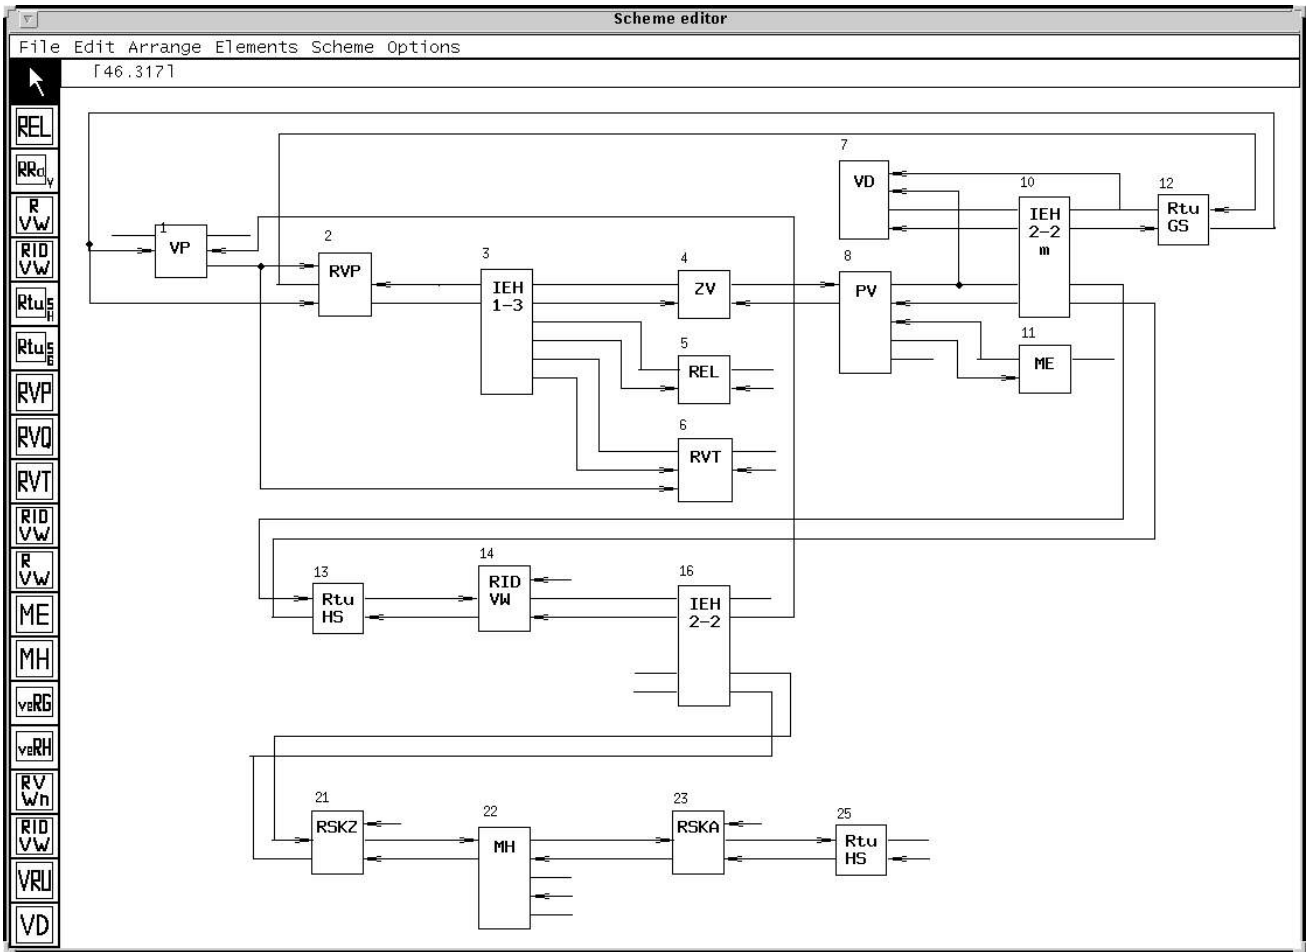 Scheme editor
File Edit Arrange Elements Scheme Options
[46.317]
REL
RRd
V
R
VW
RID
VW
Rtu
Rtu
RVP
RVQ
RVT
RID
VW
R
VW
ME
MH
veRG
veRH
RV
Wn
RID
VW
VRU
VD
1
VP
2
RVP
3
IEH
1-3
4
ZV
5
REL
6
RVT
7
VD
8
PV
10
IEH
2-2
m
11
ME
12
Rtu
GS
13
Rtu
HS
14
RID
VW
16
IEH
2-2
21
RSKZ
22
MH
23
RSKA
25
Rtu
HS